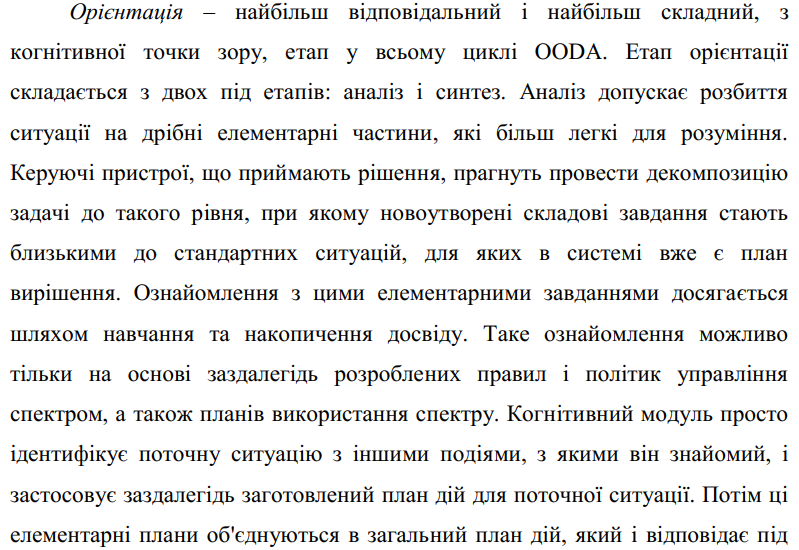 Орієнтація – найбільш відповідальний і найбільш складний, з
когнітивної точки зору, етап у всьому циклі OODA. Етап орієнтації
складається з двох під етапів: аналіз і синтез. Аналіз допускає розбиття
ситуації на дрібні елементарні частини, які більш легкі для розуміння.
Керуючі пристрої, що приймають рішення, прагнуть провести декомпозицію
задачі до такого рівня, при якому новоутворені складові завдання стають
близькими до стандартних ситуацій, для яких в системі вже є план
вирішення. Ознайомлення з цими елементарними завданнями досягається
шляхом навчання та накопичення досвіду. Таке ознайомлення можливо
тільки на основі заздалегідь розроблених правил і політик управління
спектром, а також планів використання спектру. Когнітивний модуль просто
ідентифікує поточну ситуацію з іншими подіями, з якими він знайомий, і
застосовує заздалегідь заготовлений план дій для поточної ситуації. Потім ці
елементарні плани об'єднуються в загальний план дій, який і відповідає під